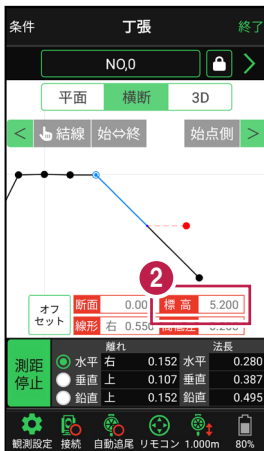 条件 丁張 終了
NO,0 >
平面 横断 3D
< 結線 始⇔終 始点側 >
2
オフセット 断面 0.00 標高 5.200
線形 右 0.550
離れ 法長
測距停止 水平 右 0.152 水平 0.280
垂直 上 0.107 垂直 0.387
鉛直 上 0.152 鉛直 0.495
観測設定 接続 自動追尾 リモコン 1.000m 80%